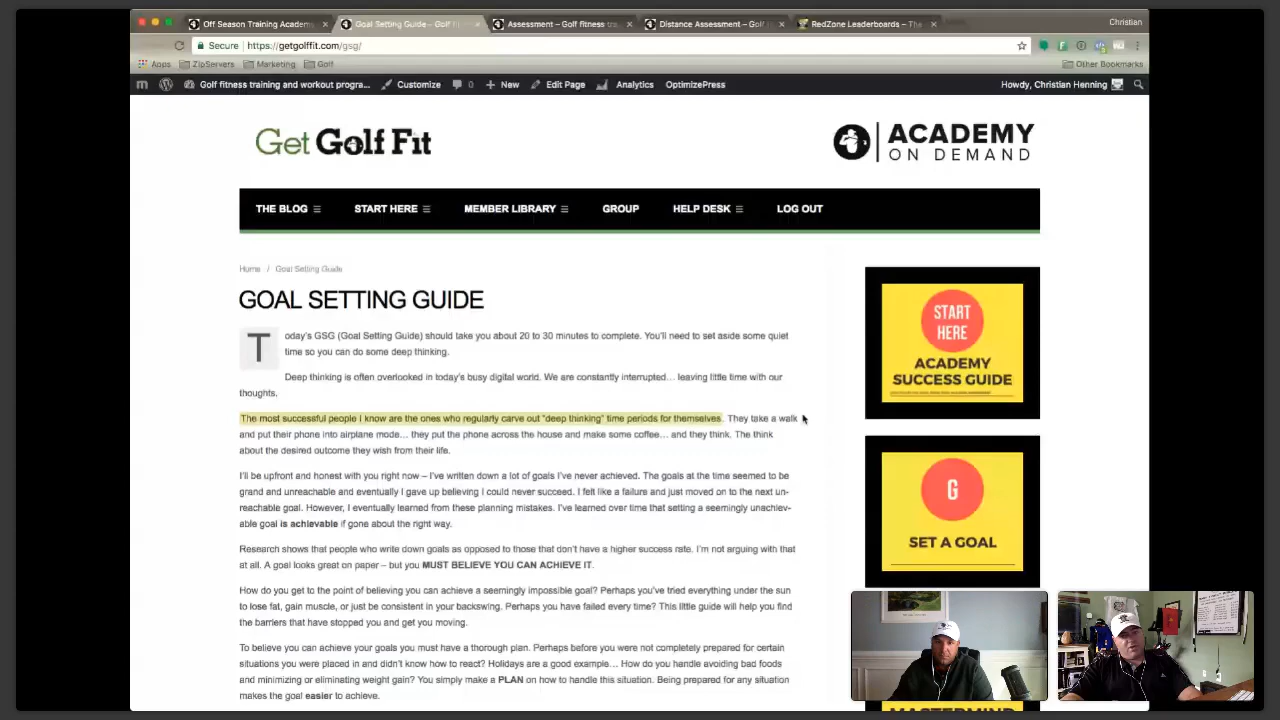 Off Season Training Academy
Goal Setting Guide – Golf fi
Assessment – Golf fitness tra
Distance Assessment – Golf
RedZone Leaderboards – The
Christian
Secure
https://getgolffit.com/gsg/
Apps
ZipServers
Marketing
Golf
Other Bookmarks
Golf fitness training and workout progra...
Customize
0
New
Edit Page
Analytics
OptimizePress
Howdy, Christian Henning
Get Golf Fit
ACADEMY
ON DEMAND
THE BLOG
START HERE
MEMBER LIBRARY
GROUP
HELP DESK
LOG OUT
Home / Goal Setting Guide
GOAL SETTING GUIDE
Today's GSG (Goal Setting Guide) should take you about 20 to 30 minutes to complete. You'll need to set aside some quiet
time so you can do some deep thinking.
Deep thinking is often overlooked in today's busy digital world. We are constantly interrupted… leaving little time with our
thoughts.
The most successful people I know are the ones who regularly carve out "deep thinking" time periods for themselves. They take a walk
and put their phone into airplane mode… they put the phone across the house and make some coffee… and they think. The think
about the desired outcome they wish from their life.
I'll be upfront and honest with you right now – I've written down a lot of goals I've never achieved. The goals at the time seemed to be
grand and unreachable and eventually I gave up believing I could never succeed. I felt like a failure and just moved on to the next un-
reachable goal. However, I eventually learned from these planning mistakes. I've learned over time that setting a seemingly unachiev-
able goal is achievable if gone about the right way.
Research shows that people who write down goals as opposed to those that don't have a higher success rate. I'm not arguing with that
at all. A goal looks great on paper – but you MUST BELIEVE YOU CAN ACHIEVE IT.
How do you get to the point of believing you can achieve a seemingly impossible goal? Perhaps you've tried everything under the sun
to lose fat, gain muscle, or just be consistent in your backswing. Perhaps you have failed every time? This little guide will help you find
the barriers that have stopped you and get you moving.
To believe you can achieve your goals you must have a thorough plan. Perhaps before you were not completely prepared for certain
situations you were placed in and didn't know how to react? Holidays are a good example… How do you handle avoiding bad foods
and minimizing or eliminating weight gain? You simply make a PLAN on how to handle this situation. Being prepared for any situation
makes the goal easier to achieve.
START
HERE
ACADEMY
SUCCESS GUIDE
G
SET A GOAL
MASTERMIND